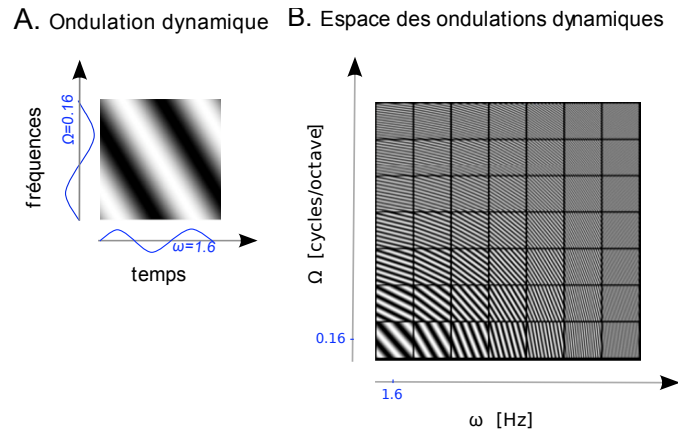 A. Ondulation dynamique
fréquences
Ω=0.16
ω=1.6
temps
B. Espace des ondulations dynamiques
Ω [cycles/octave]
0.16
1.6
ω [Hz]